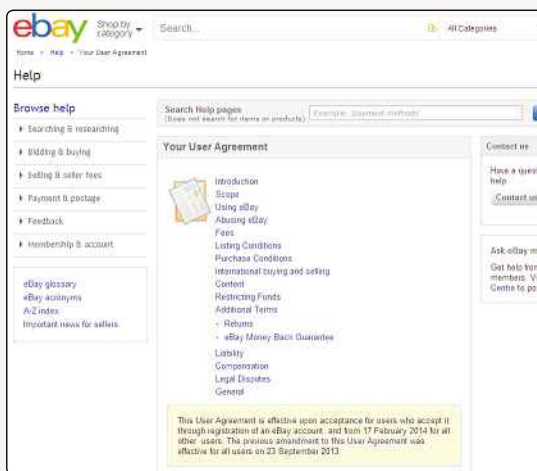 ebay
Shop by
category
Search...
All Categories
Home > Help > Your User Agreement
Help
Browse help
Searching & researching
Bidding & buying
Selling & seller fees
Payment & postage
Feedback
Membership & account
eBay glossary
eBay acronyms
A-Z index
Important news for sellers
Search Help pages
(Does not search for items or products)
Example: "payment methods"
Your User Agreement
Introduction
Scope
Using eBay
Abusing eBay
Fees
Listing Conditions
Purchase Conditions
International buying and selling
Content
Restricting Funds
Additional Terms
- Returns
- eBay Money Back Guarantee
Liability
Compensation
Legal Disputes
General
This User Agreement is effective upon acceptance for users who accept it
through registration of an eBay account, and from 17 February 2014 for all
other users. The previous amendment to this User Agreement was
effective for all users on 23 September 2013
Contact us
Have a ques
help.
Contact us
Ask eBay m
Get help from
members. V
Centre to po